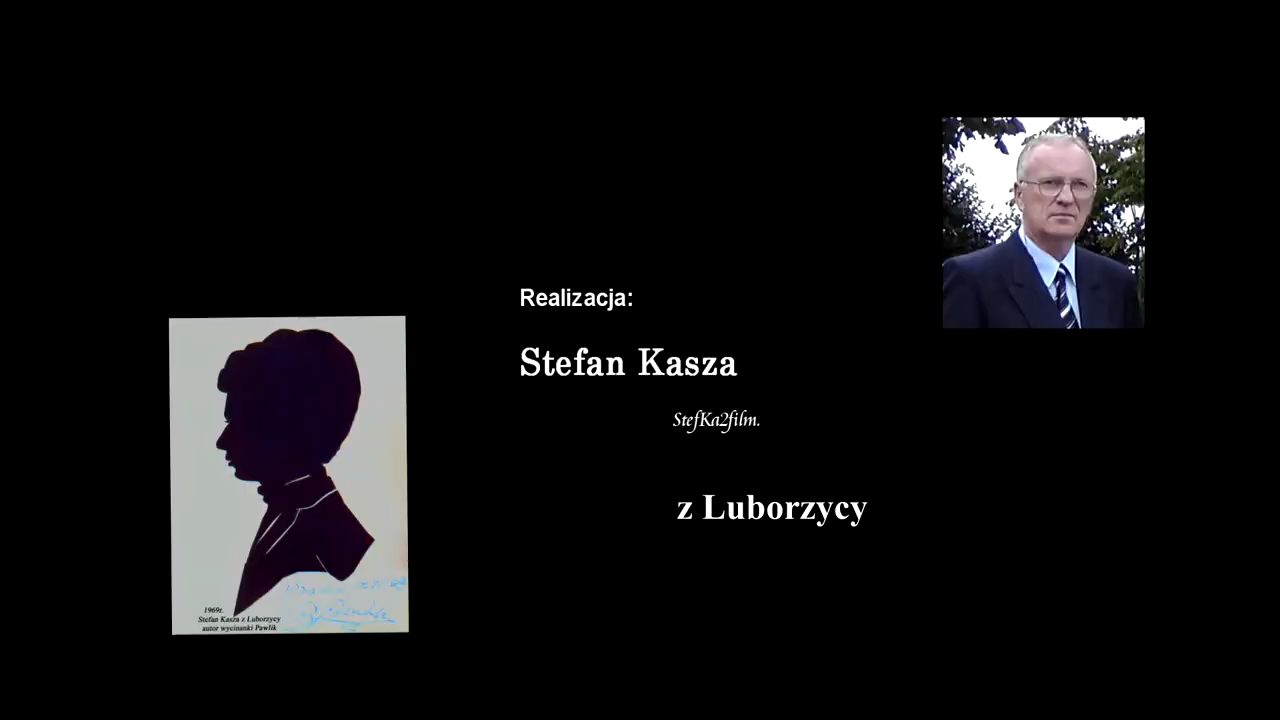 Realizacja:
Stefan Kasza
StefKa2film.
z Luborzycy
1969r.
Stefan Kasza z Luborzycy
autor wycinanki Pawlik